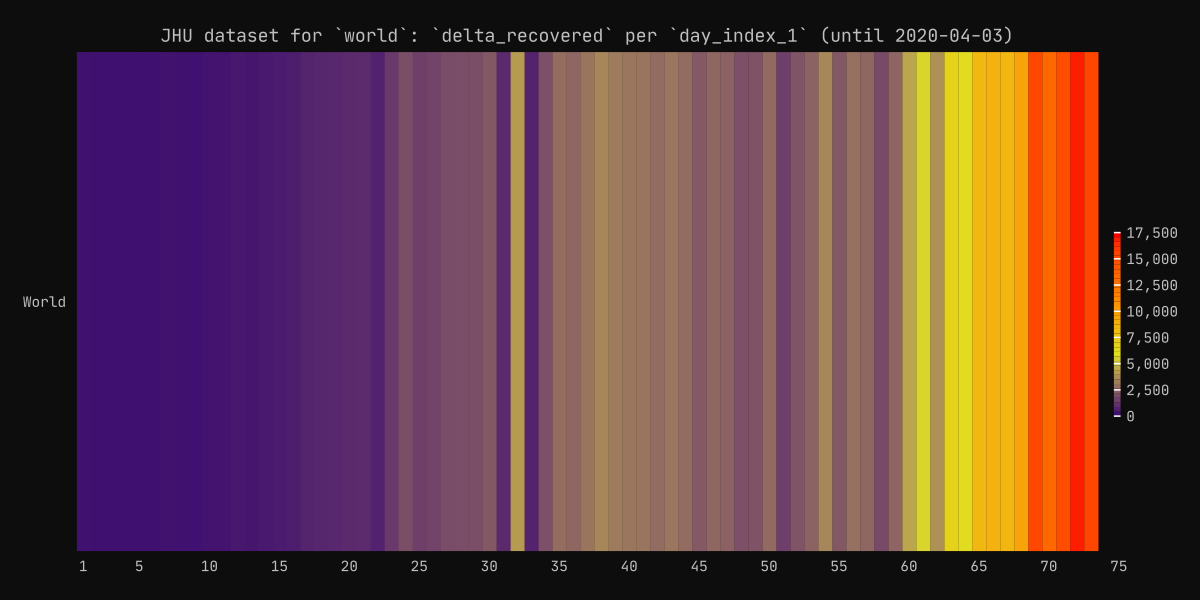 JHU dataset for `world`: `delta_recovered` per `day_index_1` (until 2020-04-03)
17,500
15,000
12,500
10,000
7,500
5,000
2,500
0
World
1 5 10 15 20 25 30 35 40 45 50 55 60 65 70 75